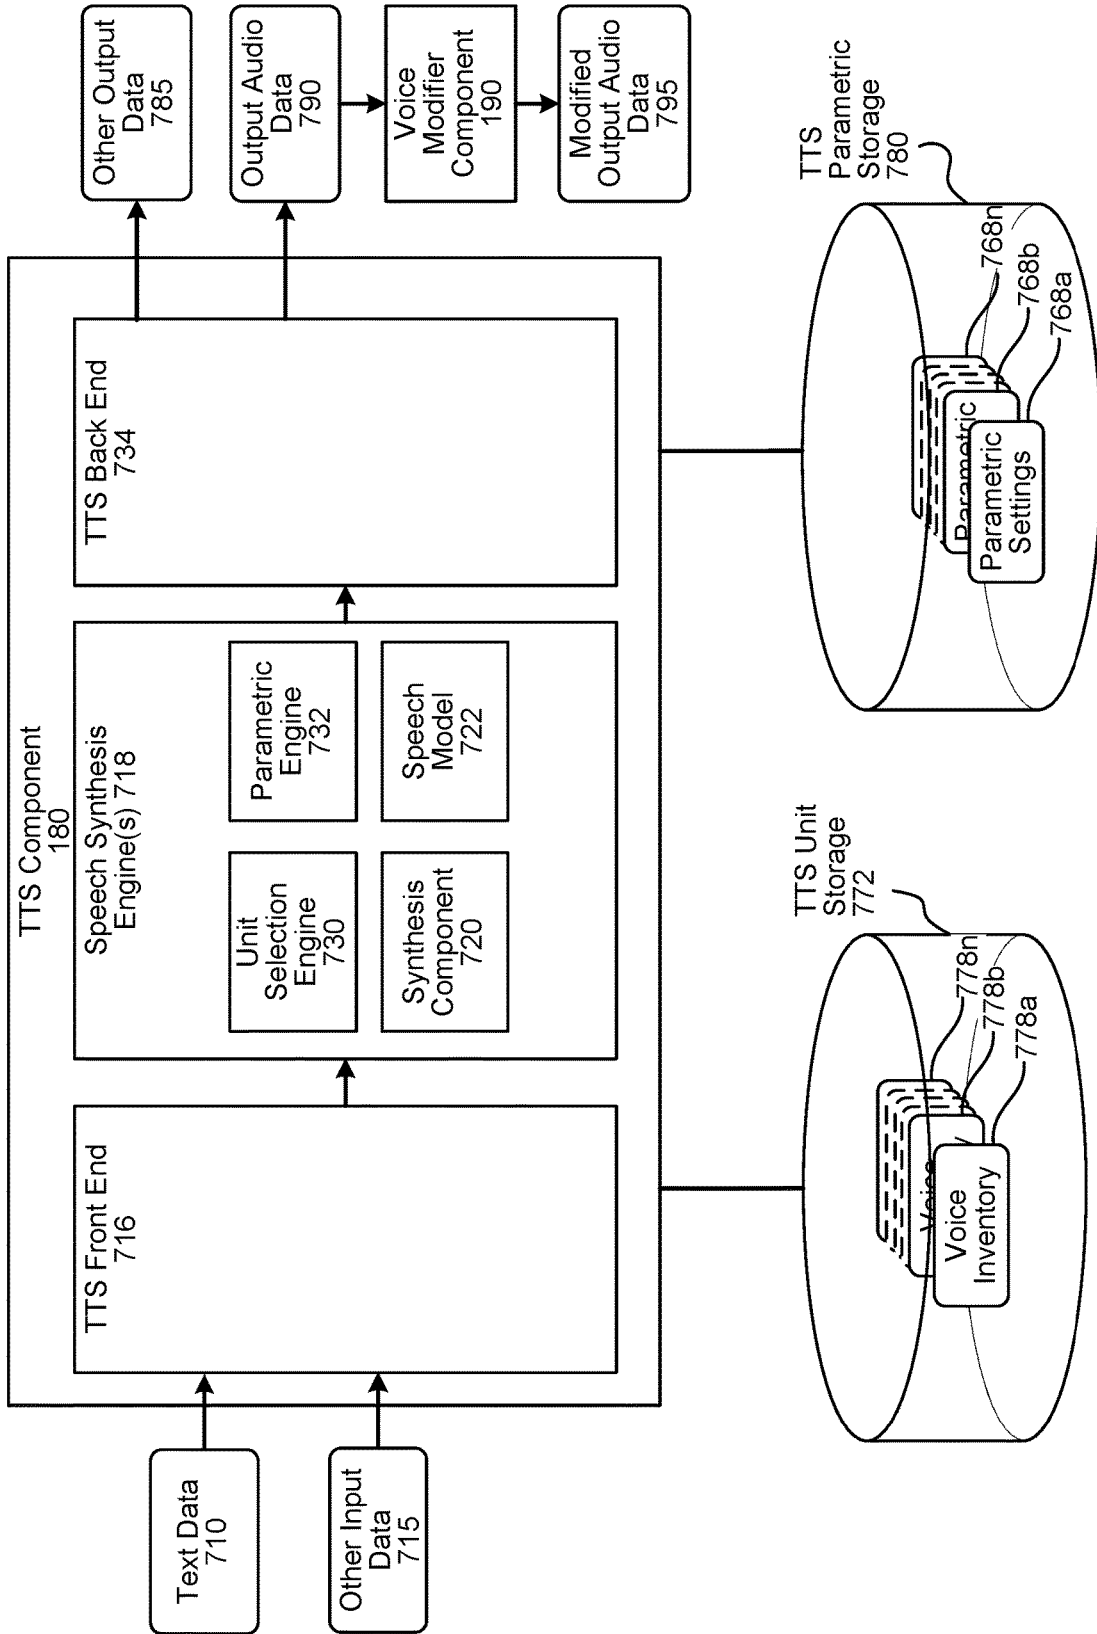 TTS Component
180
Text Data
710
Other Input
Data
715
TTS Front End
716
Speech Synthesis
Engine(s) 718
Unit
Selection
Engine
730
Parametric
Engine
732
Synthesis
Component
720
Speech
Model
722
TTS Back End
734
Other Output
Data
785
Output Audio
Data
790
Voice
Modifier
Component
190
Modified
Output Audio
Data
795
TTS Unit
Storage
772
778n
778b
778a
Voice
Inventory
TTS
Parametric
Storage
780
768n
768b
768a
Parametric
Parametric
Settings